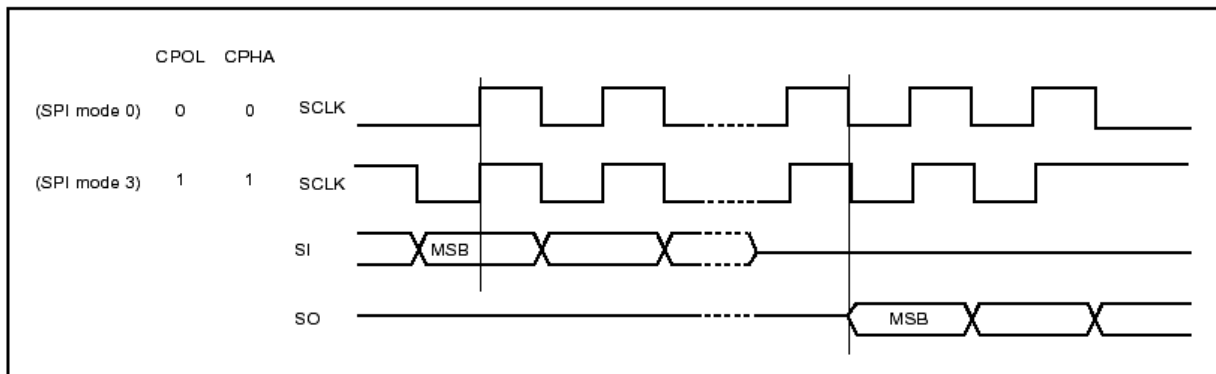 CPOL CPHA
(SPI mode 0) 0 0 SCLK
(SPI mode 3) 1 1 SCLK
SI MSB
SO MSB